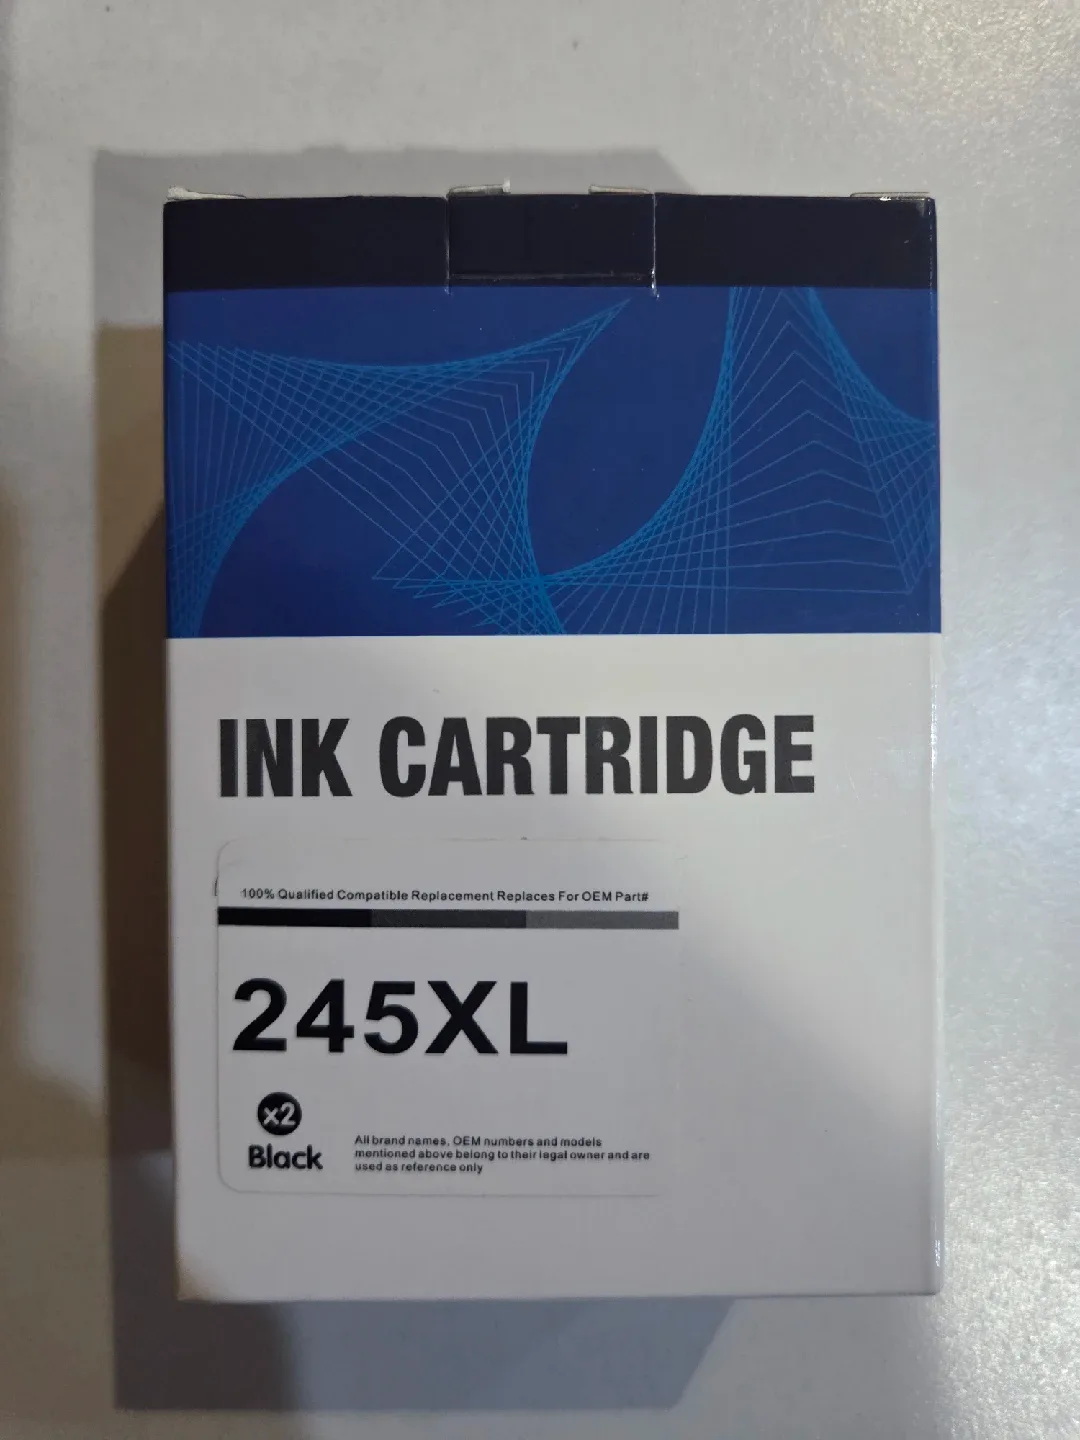 INK CARTRIDGE
100% Qualified Compatible Replacement Replaces For OEM Part#
245XL
x2
Black
All brand names, OEM numbers and models
mentioned above belong to their legal owner and are
used as reference only